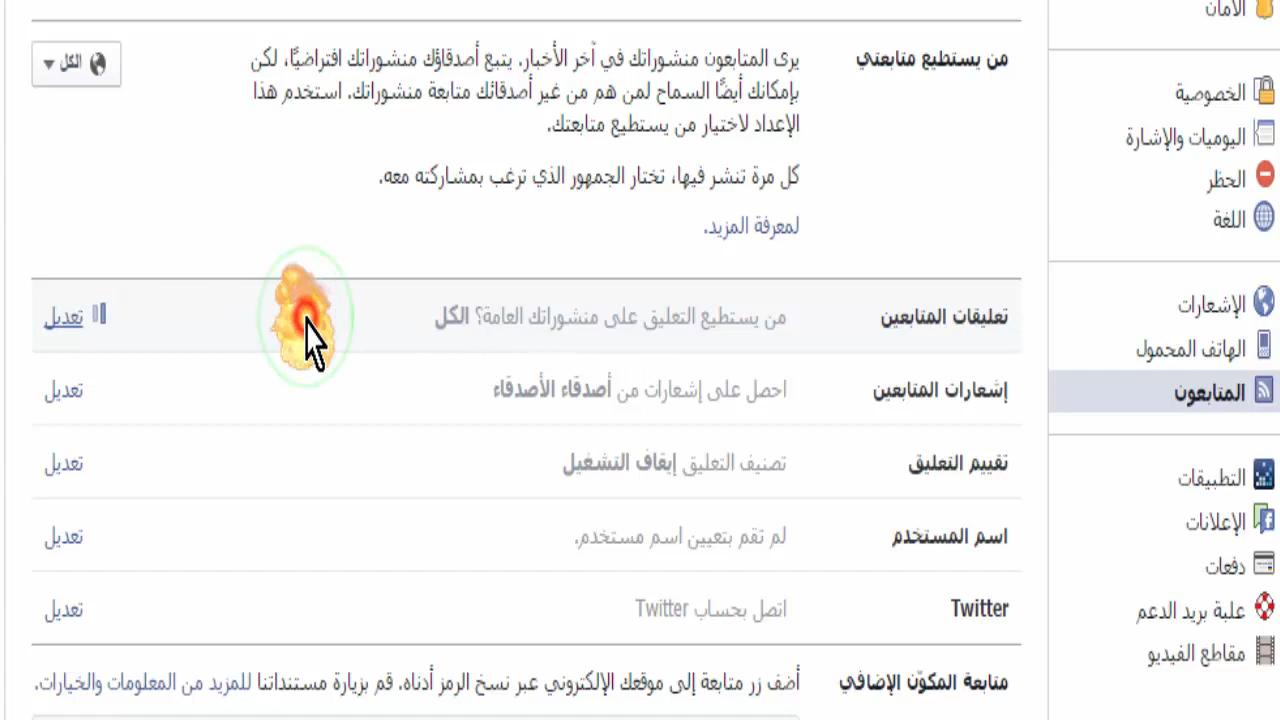 الأمان
الخصوصية
اليوميات والإشارة
الحظر
اللغة
الإشعارات
الهاتف المحمول
المتابعون
التطبيقات
الإعلانات
دفعات
علبة بريد الدعم
مقاطع الفيديو
من يستطيع متابعتي
يرى المتابعون منشوراتك في آخر الأخبار. يتبع أصدقاؤك منشوراتك افتراضيًا، لكن
بإمكانك أيضًا السماح لمن هم من غير أصدقائك متابعة منشوراتك. استخدم هذا
الإعداد لاختيار من يستطيع متابعتك.
كل مرة تنشر فيها، تختار الجمهور الذي ترغب بمشاركته معه.
لمعرفة المزيد.
الكل
تعليقات المتابعين من يستطيع التعليق على منشوراتك العامة؟ الكل تعديل
إشعارات المتابعين احصل على إشعارات من أصدقاء الأصدقاء تعديل
تقييم التعليق تصنيف التعليق إيقاف التشغيل تعديل
اسم المستخدم لم تقم بتعيين اسم مستخدم. تعديل
Twitter اتصل بحساب Twitter تعديل
متابعة المكوّن الإضافي أضف زر متابعة إلى موقعك الإلكتروني عبر نسخ الرمز أدناه. قم بزيارة مستنداتنا للمزيد من المعلومات والخيارات.